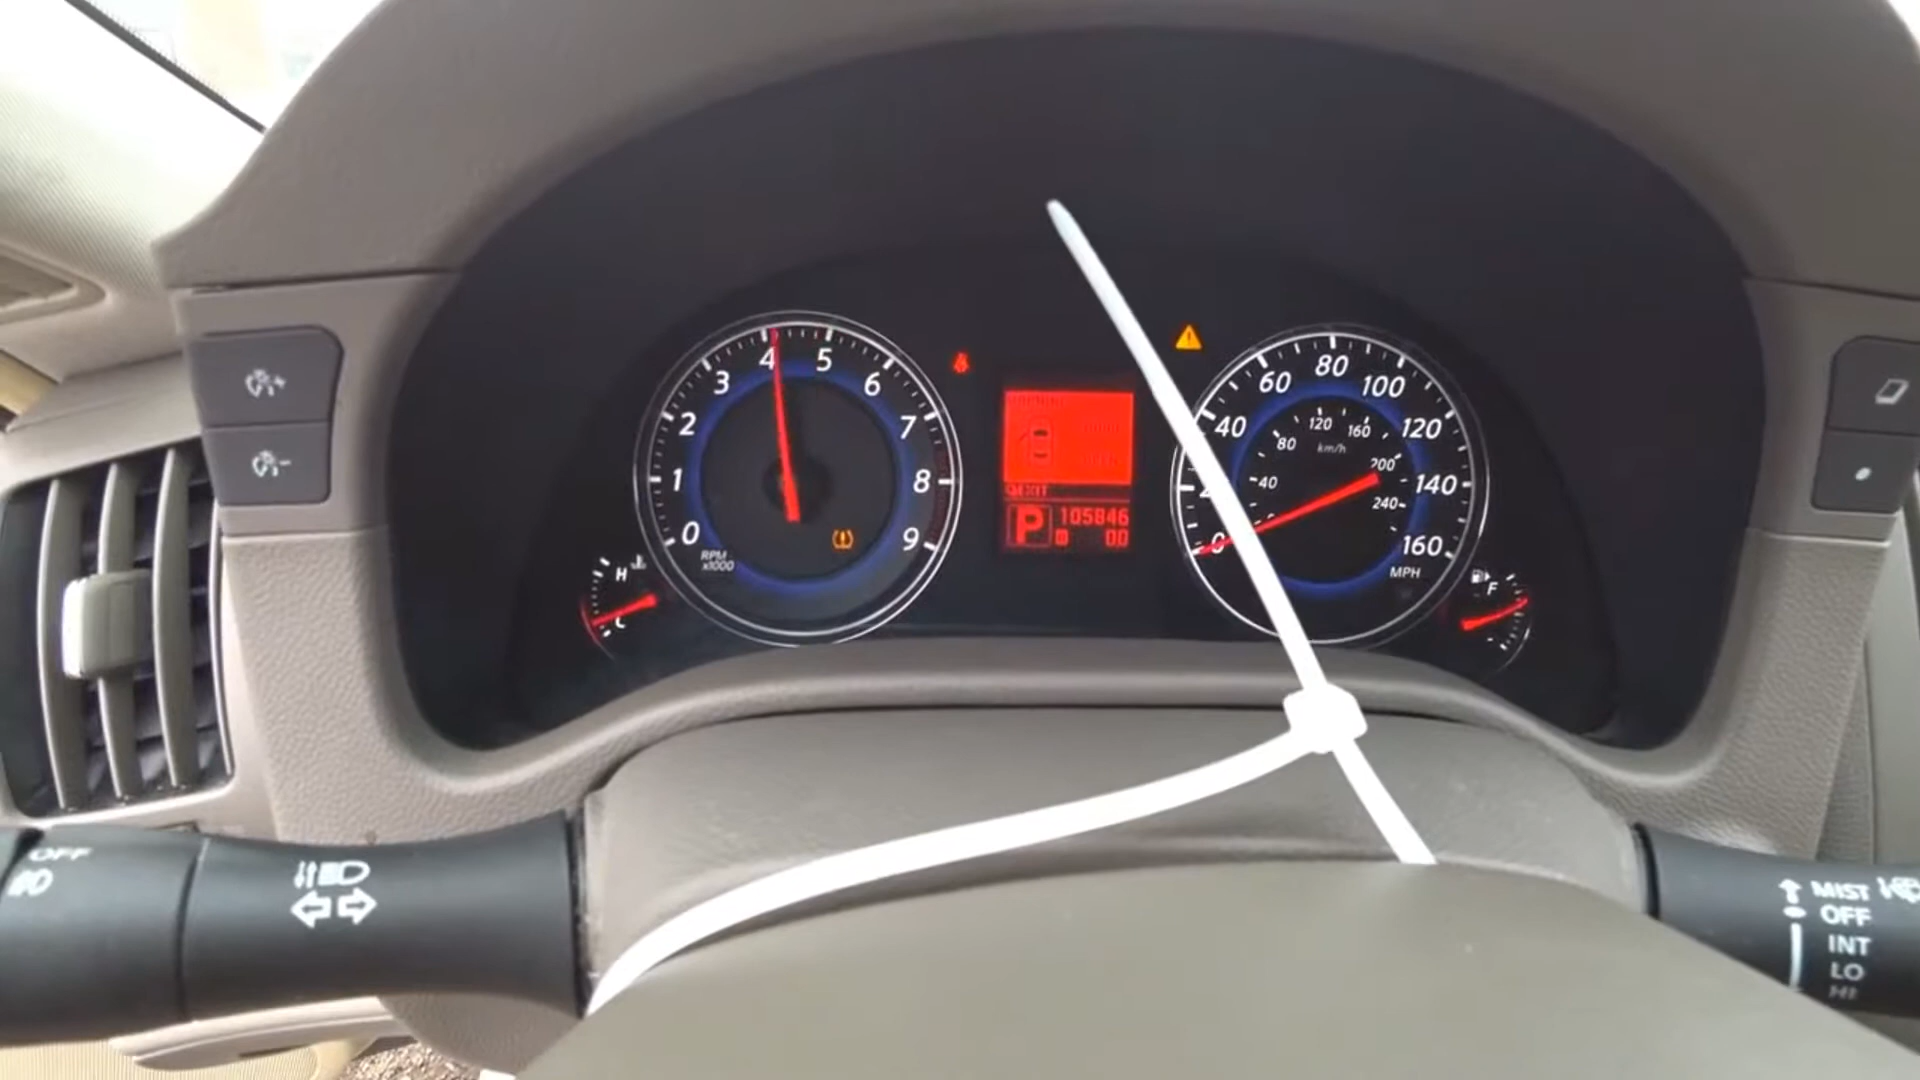 0 1 2 3 4 5 6 7 8 9
RPM
x1000
H
C
P 105846
00
0 40 60 80 100 120 140 160
40 80 120 160 200 240
km/h
MPH
F
OFF
MIST
OFF
INT
LO
HI